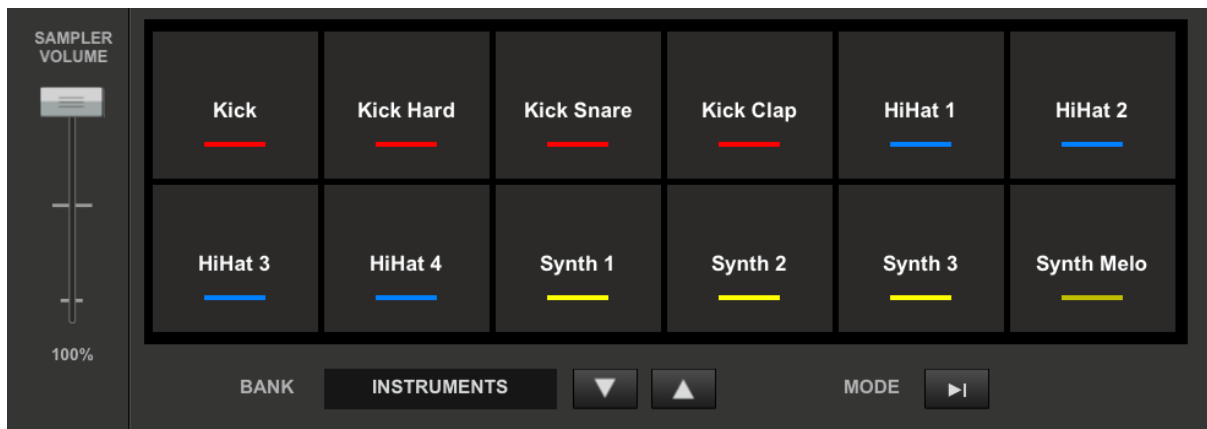 SAMPLER
VOLUME
100%
Kick
Kick Hard
Kick Snare
Kick Clap
HiHat 1
HiHat 2
HiHat 3
HiHat 4
Synth 1
Synth 2
Synth 3
Synth Melo
BANK
INSTRUMENTS
MODE